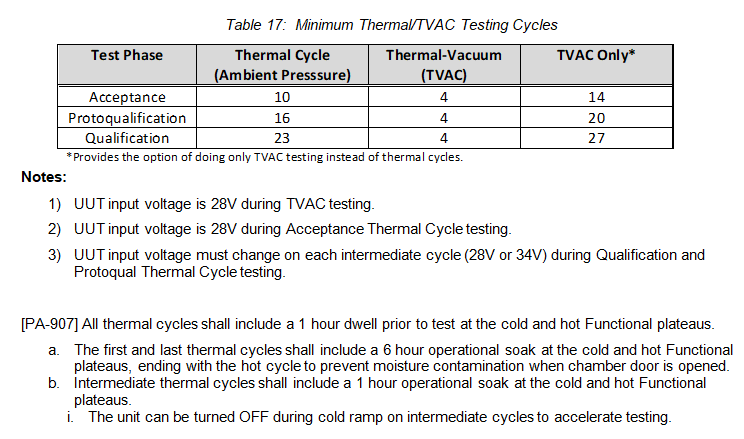 Table 17: Minimum Thermal/TVAC Testing Cycles
Test Phase Thermal Cycle (Ambient Presssure) Thermal-Vacuum (TVAC) TVAC Only*
Acceptance 10 4 14
Protoqualification 16 4 20
Qualification 23 4 27
*Provides the option of doing only TVAC testing instead of thermal cycles.
Notes:
1) UUT input voltage is 28V during TVAC testing.
2) UUT input voltage is 28V during Acceptance Thermal Cycle testing.
3) UUT input voltage must change on each intermediate cycle (28V or 34V) during Qualification and
Protoqual Thermal Cycle testing.
[PA-907] All thermal cycles shall include a 1 hour dwell prior to test at the cold and hot Functional plateaus.
a. The first and last thermal cycles shall include a 6 hour operational soak at the cold and hot Functional
plateaus, ending with the hot cycle to prevent moisture contamination when chamber door is opened.
b. Intermediate thermal cycles shall include a 1 hour operational soak at the cold and hot Functional
plateaus.
i. The unit can be turned OFF during cold ramp on intermediate cycles to accelerate testing.